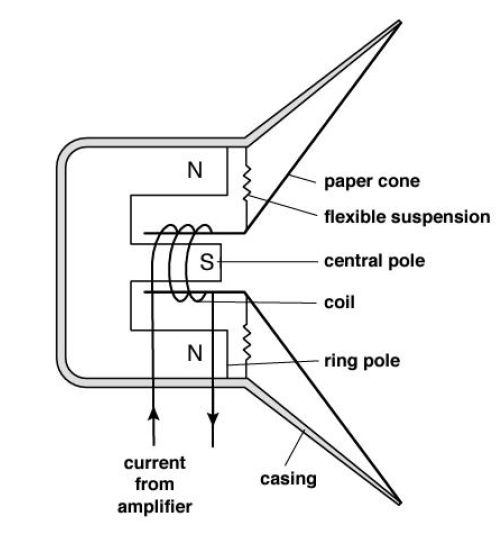 N
paper cone
flexible suspension
S
central pole
coil
N
ring pole
current
from
amplifier
casing